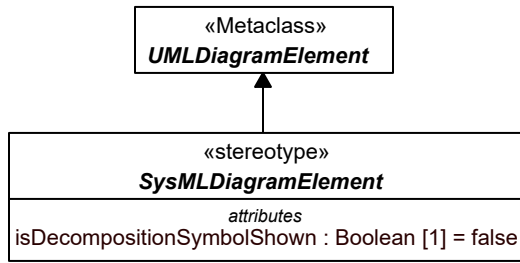 «Metaclass»
UMLDiagramElement
«stereotype»
SysMLDiagramElement
attributes
isDecompositionSymbolShown : Boolean [1] = false